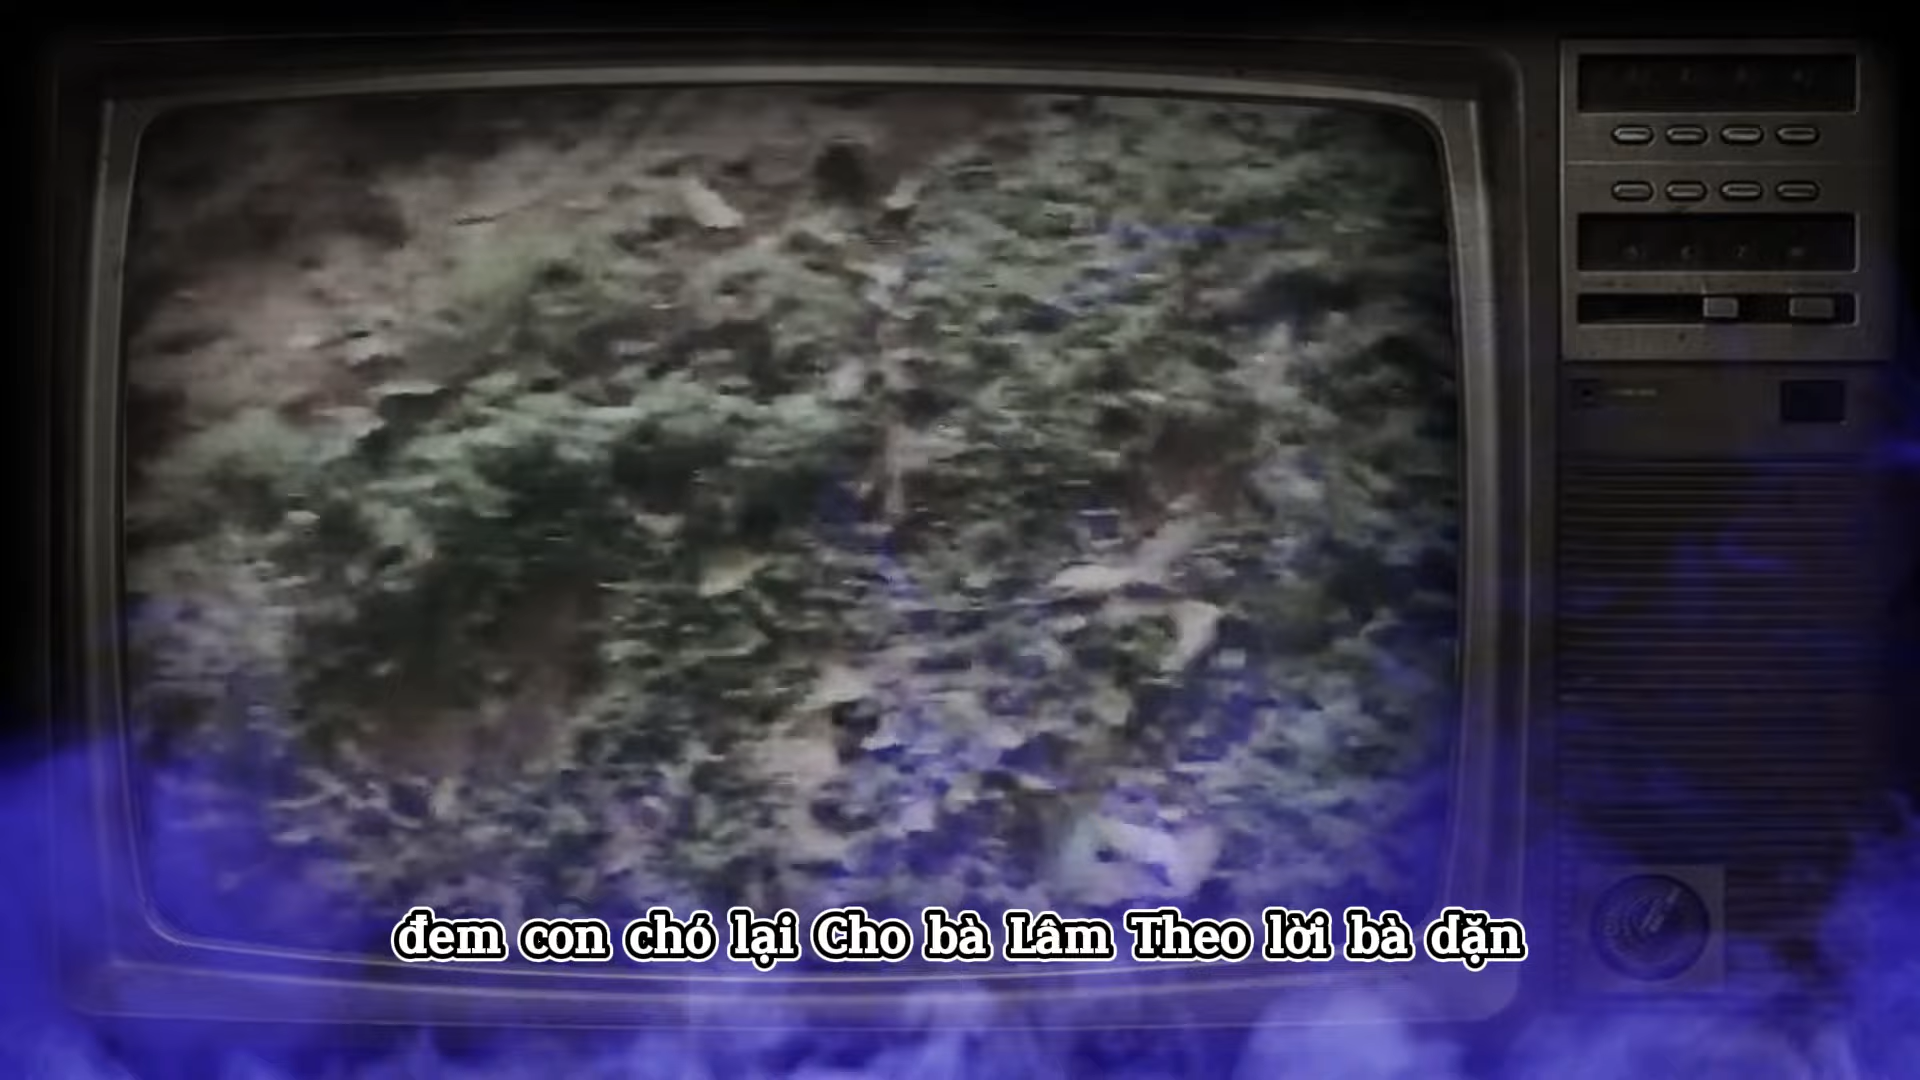 đem con chó lại Cho bà Lâm Theo lời bà dặn